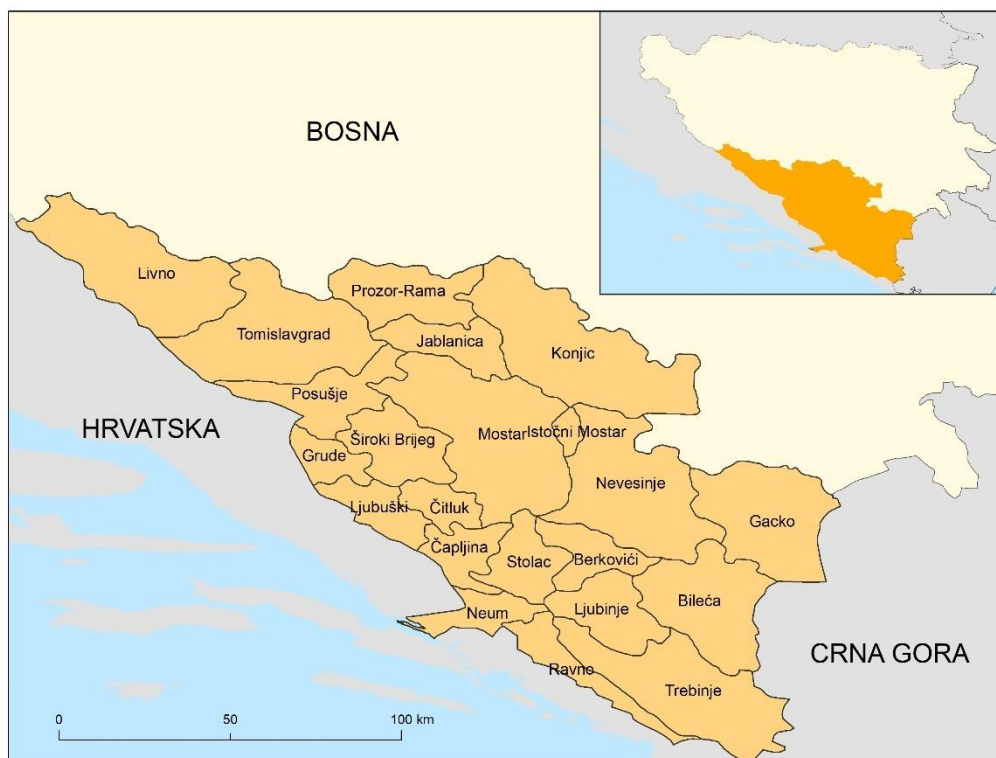 BOSNA
Livno
Prozor-Rama
Tomislavgrad
Jablanica
Konjic
Posušje
HRVATSKA
Široki Brijeg
Mostar
Istočni Mostar
Grude
Nevesinje
Ljubuški
Čitluk
Gacko
Čapljina
Stolac
Berkovići
Neum
Ljubinje
Bileća
CRNA GORA
Ravno
Trebinje
0 50 100 km